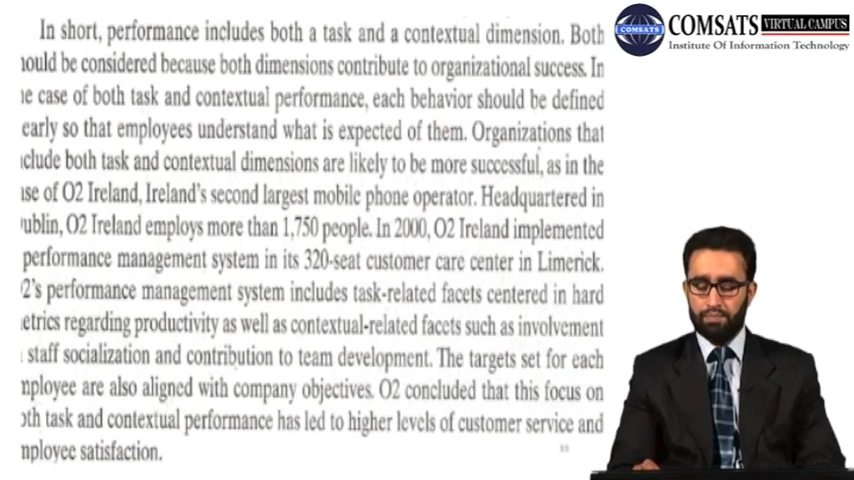 In short, performance includes both a task and a contextual dimension. Both
ould be considered because both dimensions contribute to organizational success. In
e case of both task and contextual performance, each behavior should be defined
early so that employees understand what is expected of them. Organizations that
clude both task and contextual dimensions are likely to be more successful, as in the
se of O2 Ireland, Ireland's second largest mobile phone operator. Headquartered in
ublin, O2 Ireland employs more than 1,750 people. In 2000, O2 Ireland implemented
performance management system in its 320-seat customer care center in Limerick.
2's performance management system includes task-related facets centered in hard
etrics regarding productivity as well as contextual-related facets such as involvement
staff socialization and contribution to team development. The targets set for each
mployee are also aligned with company objectives. O2 concluded that this focus on
oth task and contextual performance has led to higher levels of customer service and
mployee satisfaction.
COMSATS
COMSATS VIRTUAL CAMPUS
Institute Of Information Technology